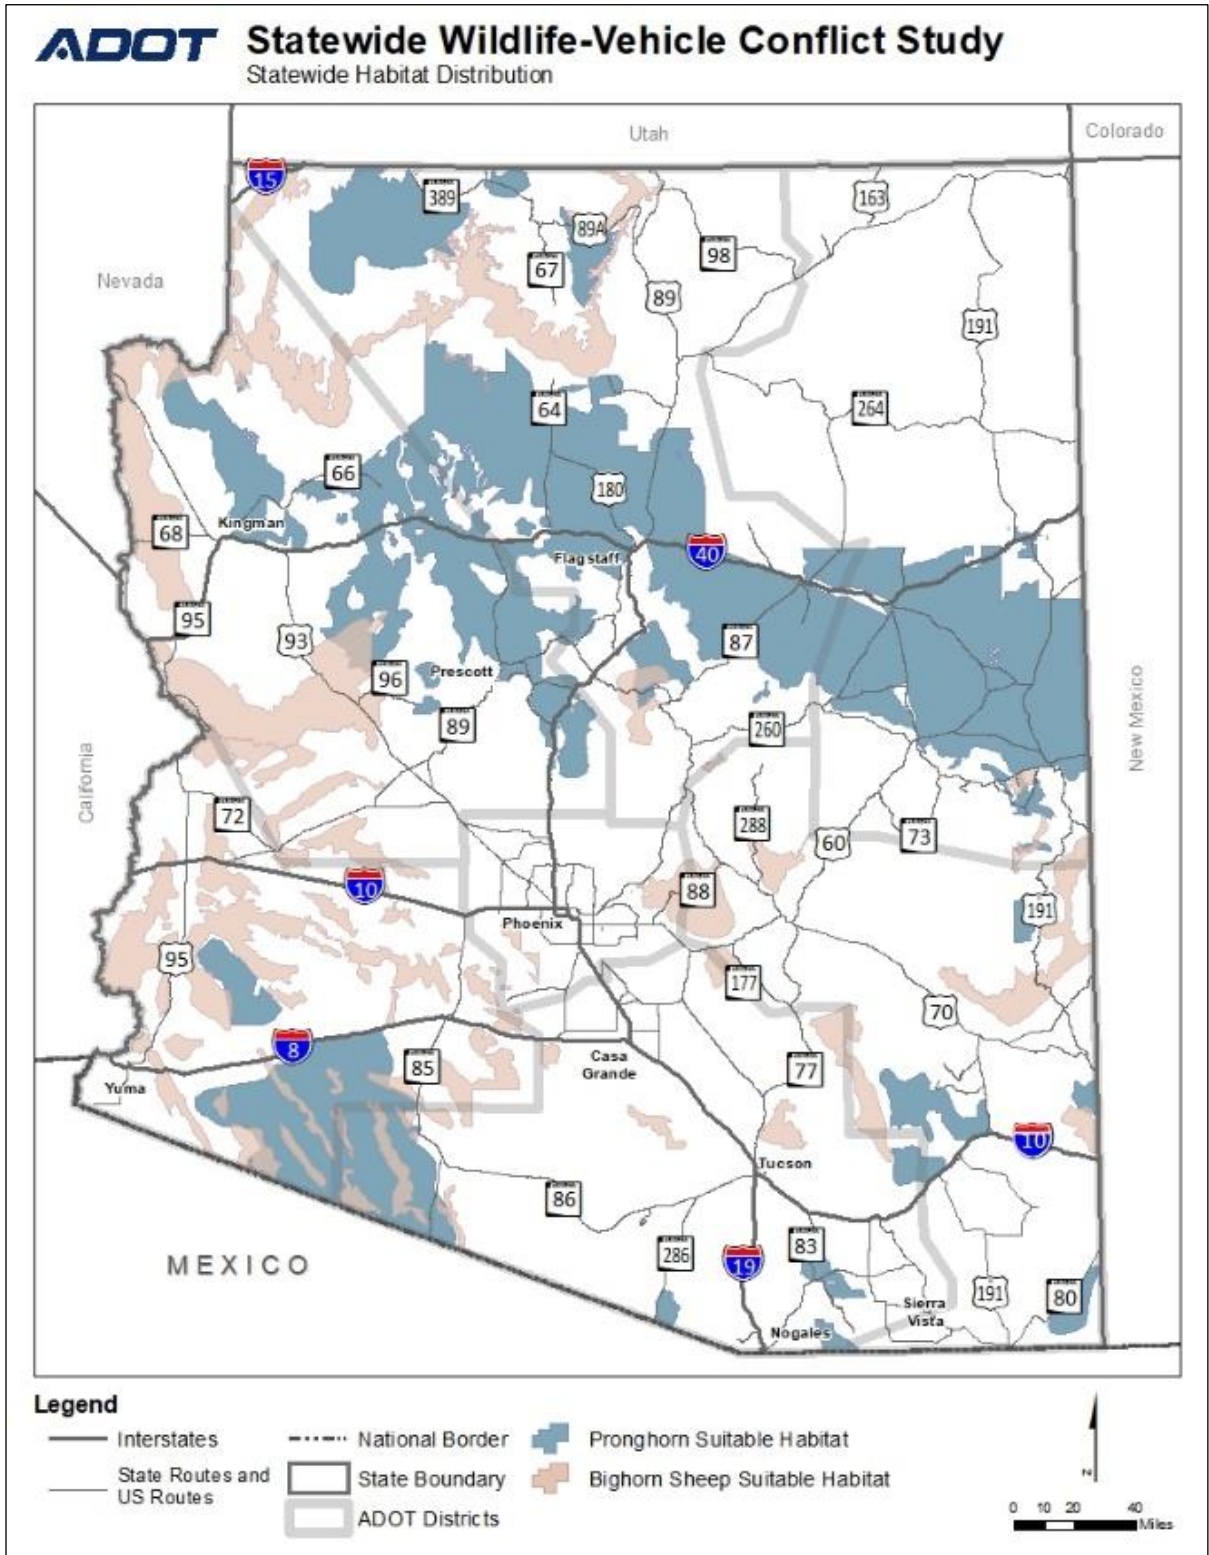 ADOT
Statewide Wildlife-Vehicle Conflict Study
Statewide Habitat Distribution
Utah
Colorado
15
389
163
89A
98
67
Nevada
89
191
64
264
66
180
Kingman
68
40
Flagstaff
95
93
87
96
Prescott
89
260
New Mexico
California
72
288
60
73
10
88
Phoenix
191
95
177
70
8
85
Casa
Grande
77
Yuma
10
Tucson
86
MEXICO
286
83
19
191
80
Sierra
Vista
Nogales
Legend
Interstates
National Border
Pronghorn Suitable Habitat
State Routes and
US Routes
State Boundary
Bighorn Sheep Suitable Habitat
ADOT Districts
N
0 10 20 40
Miles